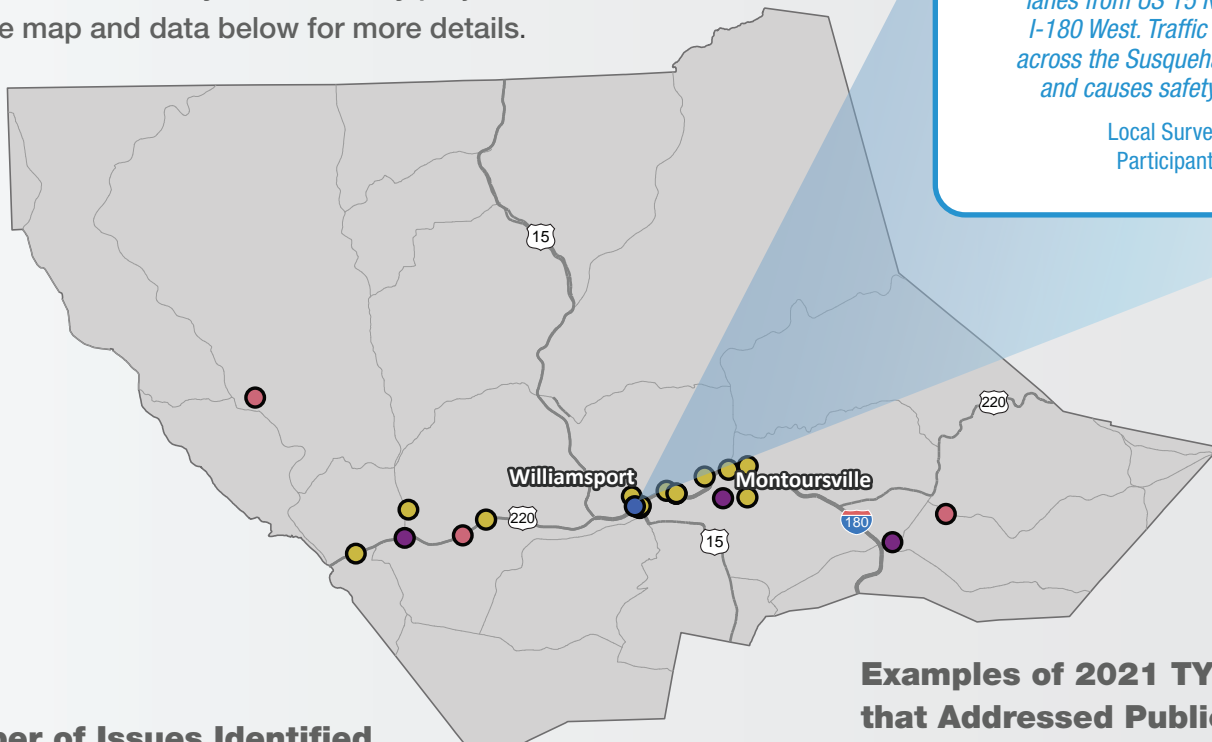 e map and data below for more details.
lanes from US 15 N
I-180 West. Traffic
across the Susqueha
and causes safety
Local Surve
Participant
15
220
Williamsport
Montoursville
220
180
15
Examples of 2021 TY
that Addressed Public
ber of Issues Identified